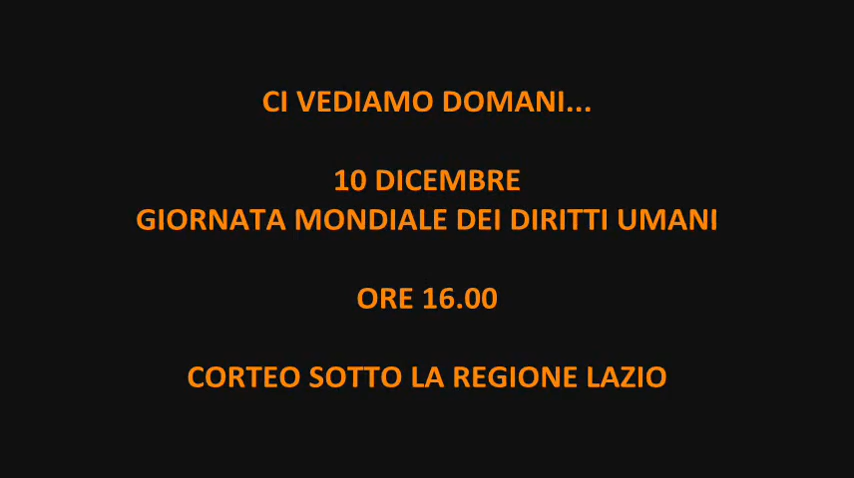 CI VEDIAMO DOMANI...
10 DICEMBRE
GIORNATA MONDIALE DEI DIRITTI UMANI
ORE 16.00
CORTEO SOTTO LA REGIONE LAZIO